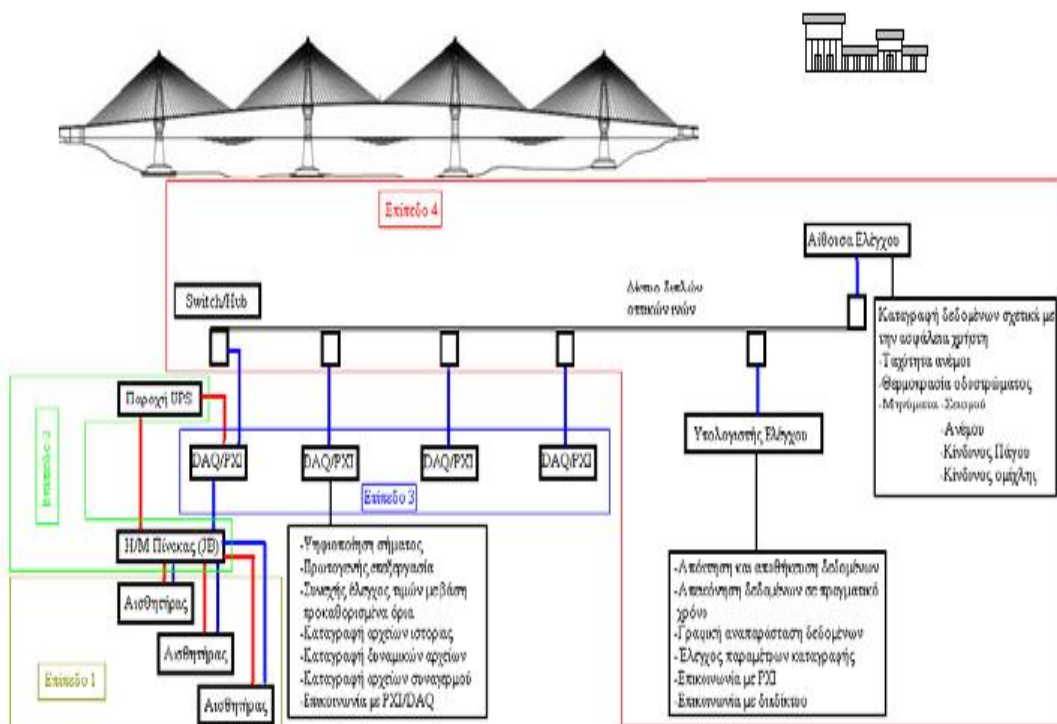 Επίπεδο 4
Αίθουσα Ελέγχου
Switch/Hub
Δίκτυο διπλών
οπτικών ινών
Καταγραφή δεδομένων σχετικά με
την ασφάλεια χρήστη
-Ταχύτητα ανέμοι
-Θερμοκρασία οδοστρώματος
-Μηνύματα -Σεισμού
-Ανέμου
-Κίνδυνος Πάγου
-Κίνδυνος ομίχλης
Παροχή UPS
Επίπεδο 2
DAQ/PXI
DAQ/PXI
DAQ/PXI
DAQ/PXI
Επίπεδο 3
Υπολογιστής Ελέγχου
Η/Μ Πίνακας (JB)
Αισθητήρας
Αισθητήρας
Αισθητήρας
Επίπεδο 1
-Ψηφιοποίηση σήματος
-Πρωτογενής επεξεργασία
-Συνεχής έλεγχος τιμών με βάση
προκαθορισμένα όρια
-Καταγραφή αρχείων ιστορας
-Καταγραφή δυναμικών αρχείων
-Καταγραφή αρχείων συναγερμού
-Επικοινωνία με PXI/DAQ
-Απόκτηση και αποθήκευση δεδομένων
-Απεικόνηση δεδομένων σε πραγματικό
χρόνο
-Γραφική αναπαράσταση δεδομένων
-Έλεγχος παραμέτρων καταγραφής
-Επικοινωνία με PXI
-Επικοινωνία με διαδίκτυο